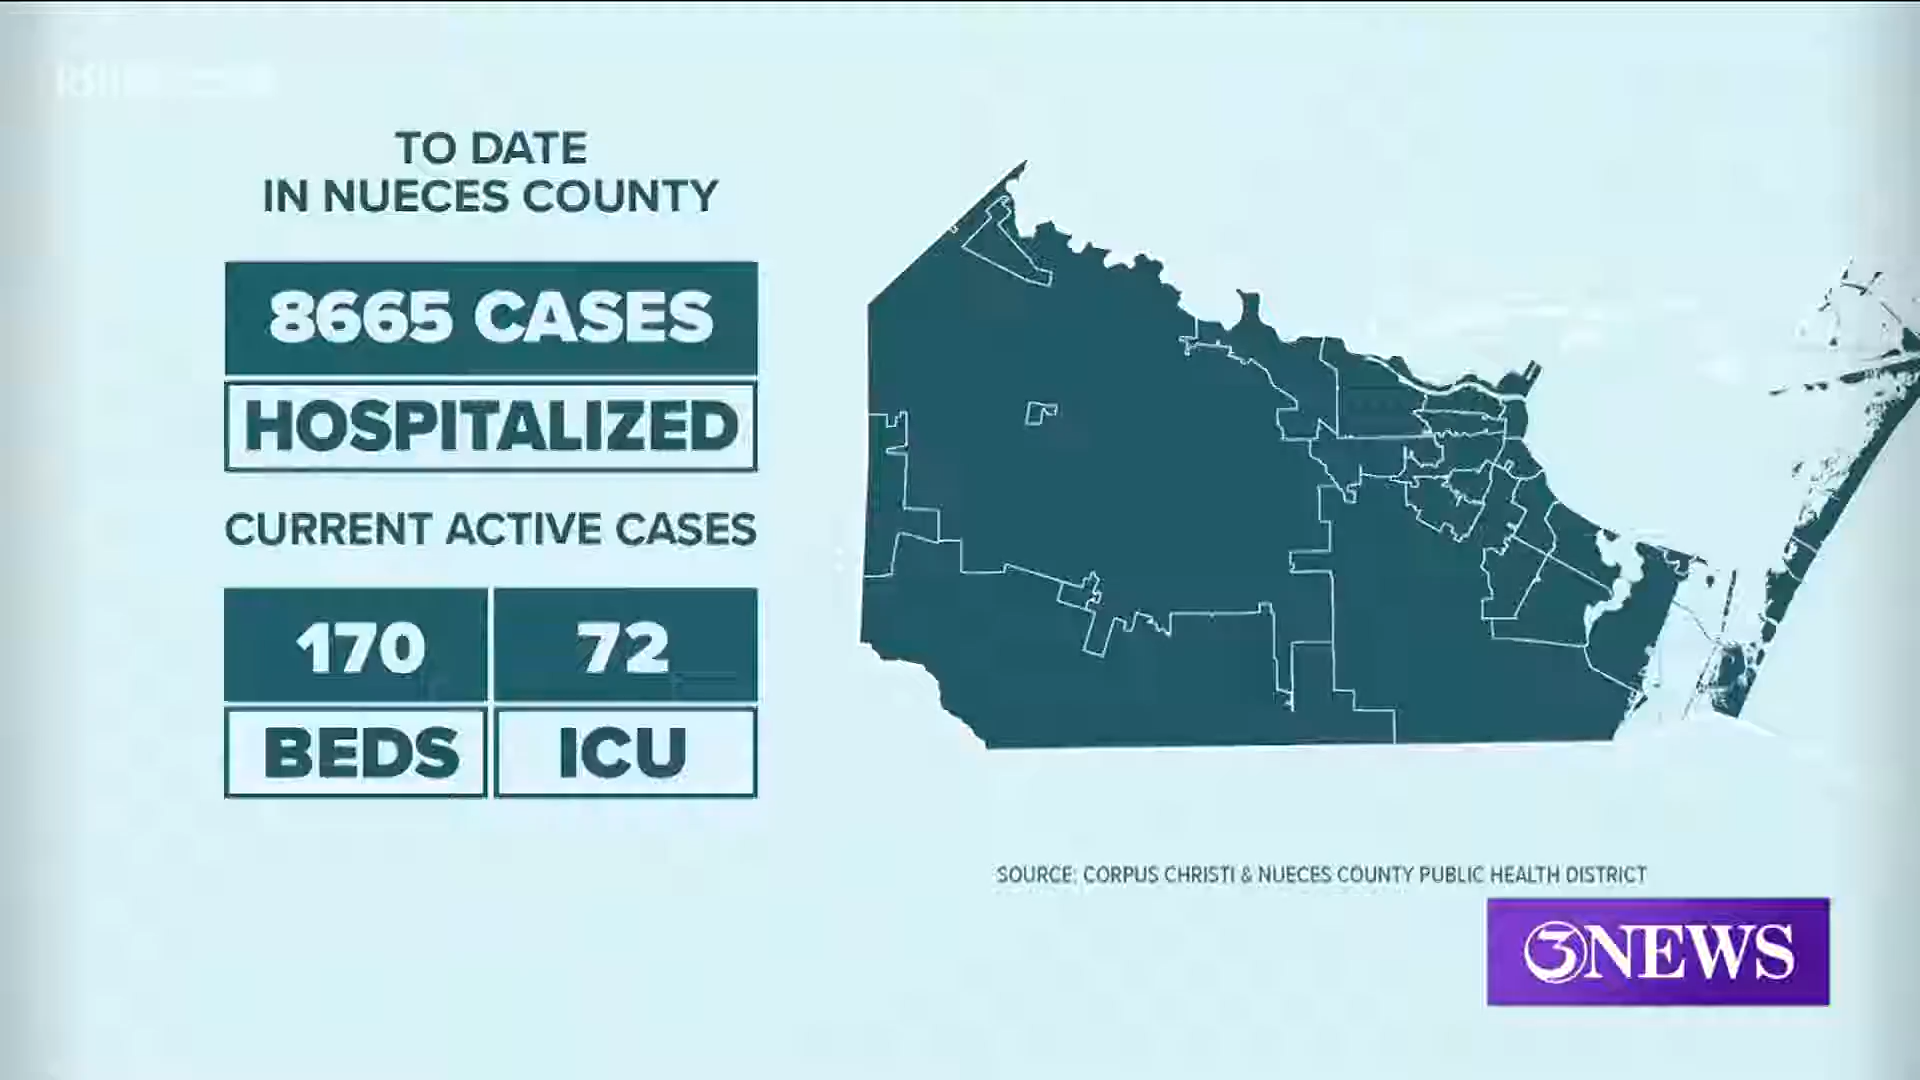 TO DATE
IN NUECES COUNTY
8665 CASES
HOSPITALIZED
CURRENT ACTIVE CASES
170 72
BEDS ICU
SOURCE: CORPUS CHRISTI & NUECES COUNTY PUBLIC HEALTH DISTRICT
3NEWS